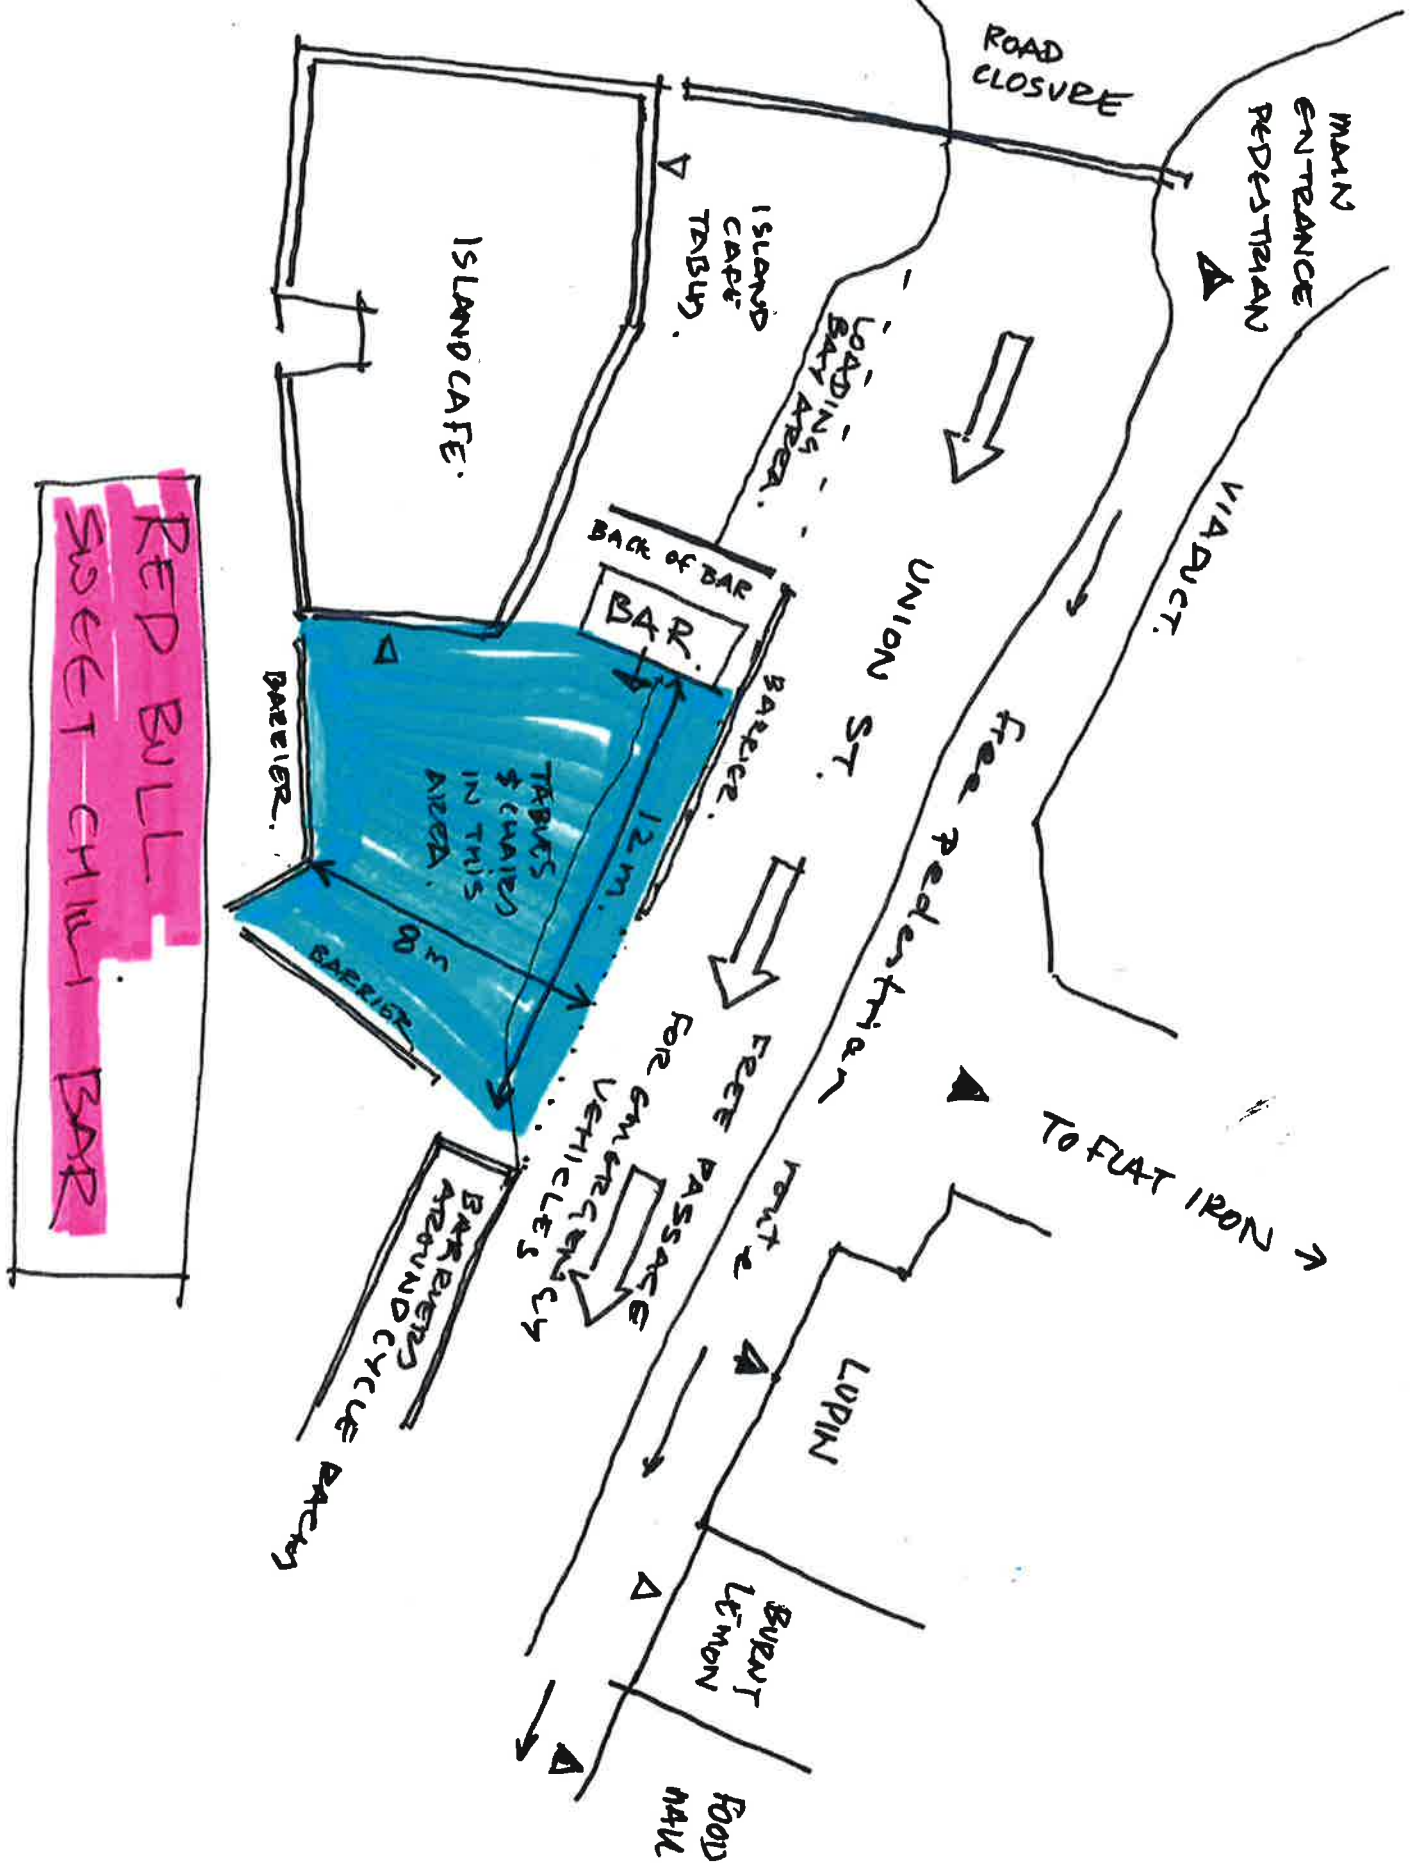 ROAD
CLOSURE
MAIN
ENTRANCE
PEDESTRIAN
ISLAND
CAFE
TABLES.
ISLAND CAFE.
LOADING
BAY AREA.
VIADUCT.
UNION ST.
BACK OF BAR
BAR.
BARRIER.
BARRIER.
TABLES
& CHAIRS
IN THIS
AREA.
12m.
8m
BARRIER
free pedestrian route
FREE PASSAGE
FOR EMERGENCY
VEHICLES
TO FLAT IRON →
BARRIERS
AROUND CYCLE RACKS
LUPIN
BURNT
LEMON
FOOD
HALL
RED BULL
SWEET CHILLI BAR